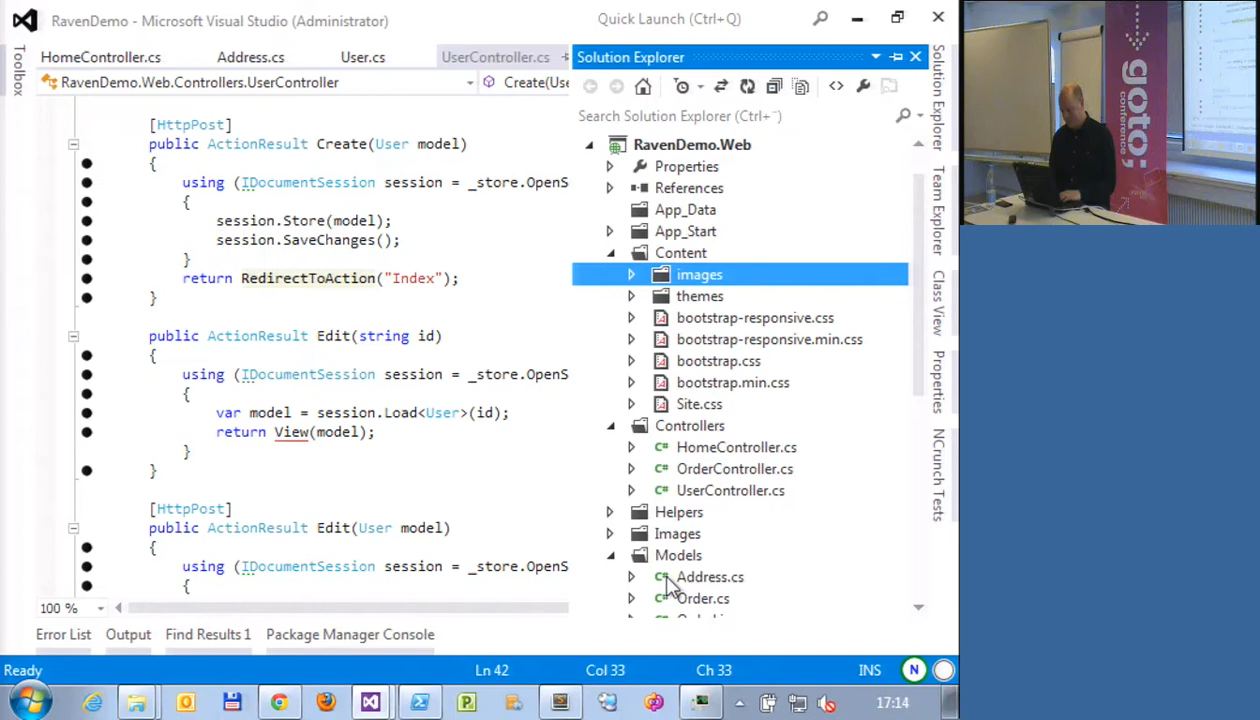 RavenDemo - Microsoft Visual Studio (Administrator)
Quick Launch (Ctrl+Q)
HomeController.cs
Address.cs
User.cs
UserController.cs
RavenDemo.Web.Controllers.UserController
Create(Use
Toolbox
[HttpPost]
public ActionResult Create(User model)
{
using (IDocumentSession session = _store.OpenS
{
session.Store(model);
session.SaveChanges();
}
return RedirectToAction("Index");
}
public ActionResult Edit(string id)
{
using (IDocumentSession session = _store.OpenS
{
var model = session.Load<User>(id);
return View(model);
}
}
[HttpPost]
public ActionResult Edit(User model)
{
using (IDocumentSession session = _store.OpenS
{
100 %
Solution Explorer
Search Solution Explorer (Ctrl+¨)
RavenDemo.Web
Properties
References
App_Data
App_Start
Content
images
themes
bootstrap-responsive.css
bootstrap-responsive.min.css
bootstrap.css
bootstrap.min.css
Site.css
Controllers
HomeController.cs
OrderController.cs
UserController.cs
Helpers
Images
Models
Address.cs
Order.cs
Solution Explorer
Team Explorer
Class View
Properties
NCrunch Tests
Error List
Output
Find Results 1
Package Manager Console
Ready
Ln 42
Col 33
Ch 33
INS
N
17:14
goto;
conference